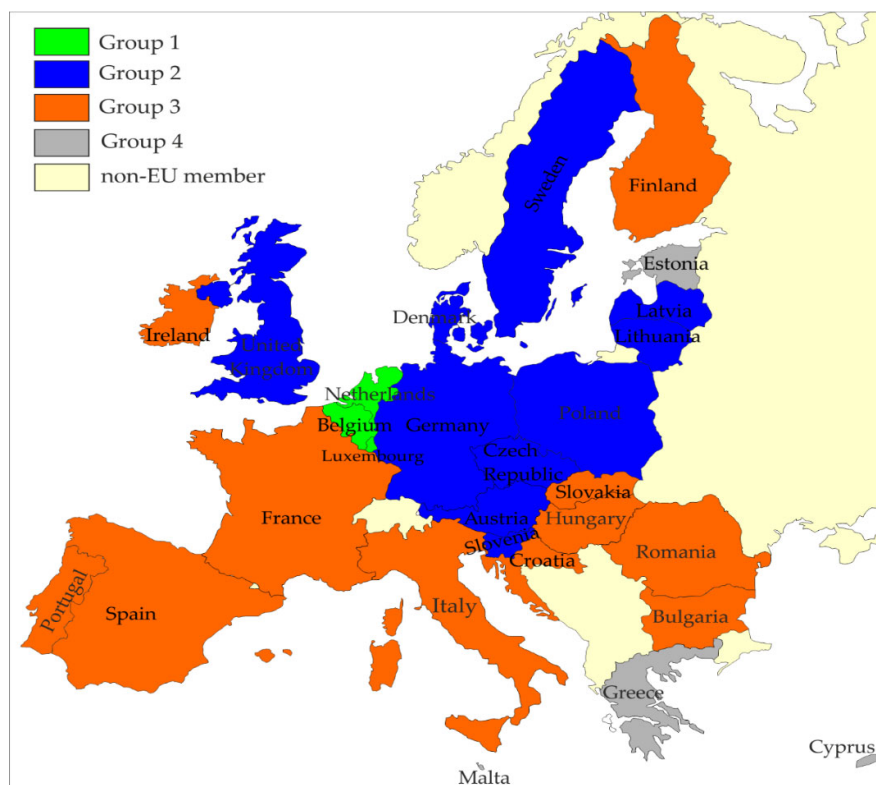 Group 1
Group 2
Group 3
Group 4
non-EU member
Sweden
Finland
Estonia
Latvia
Lithuania
Denmark
Ireland
United
Kingdom
Netherlands
Belgium
Luxembourg
Germany
Poland
Czech
Republic
Slovakia
Austria
Hungary
Slovenia
Croatia
France
Romania
Italy
Bulgaria
Portugal
Spain
Greece
Cyprus
Malta